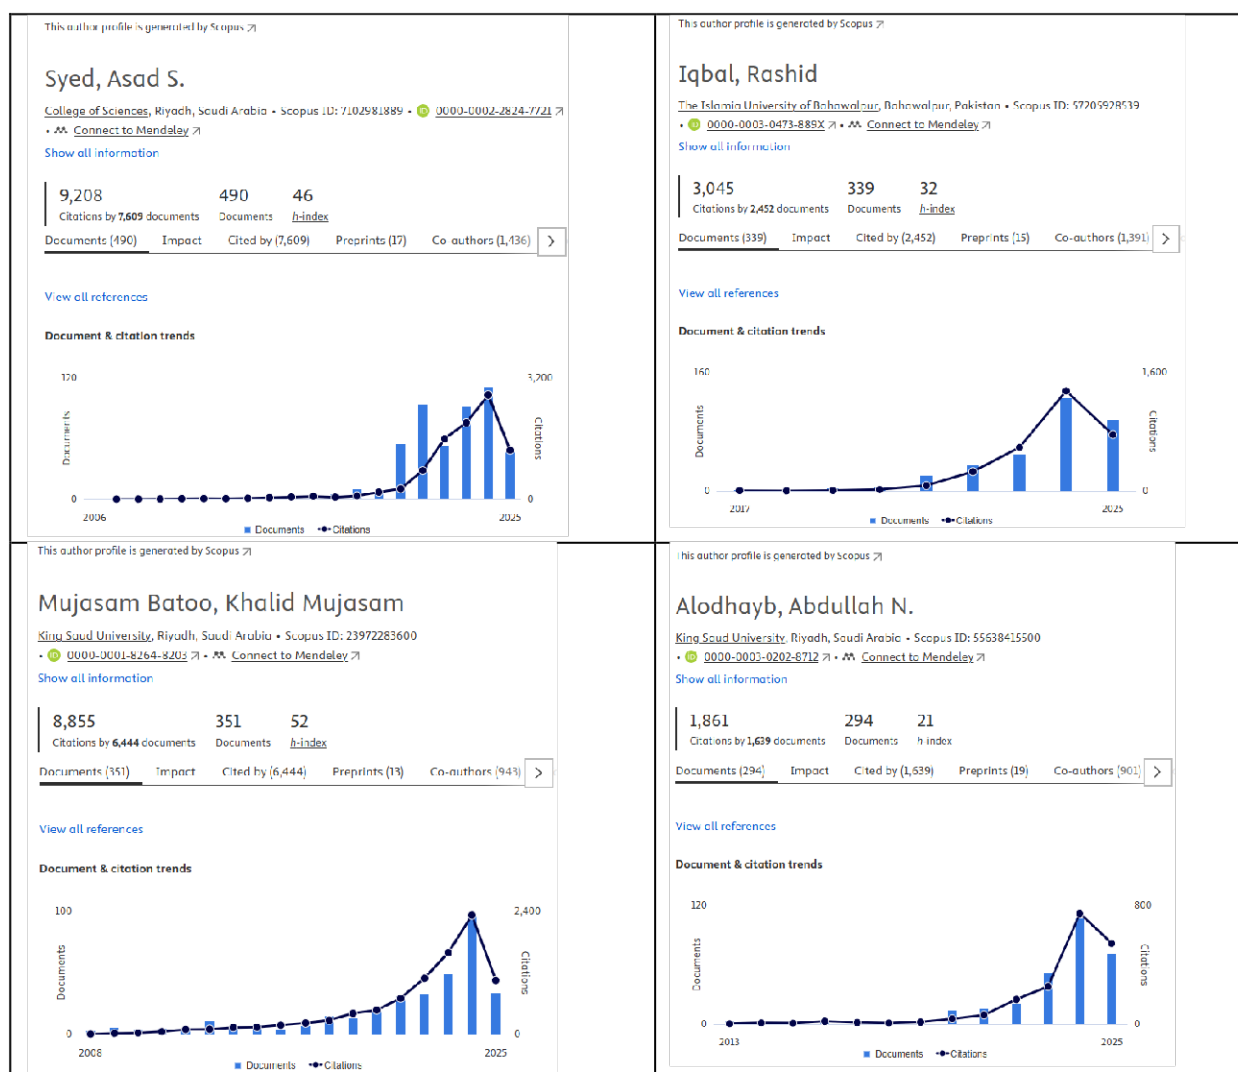 This author profile is generated by Scopus
Syed, Asad S.
College of Sciences, Riyadh, Saudi Arabia • Scopus ID: 7102981889 • 0000-0002-2824-7721
• Connect to Mendeley
Show all information
9,208 490 46
Citations by 7,609 documents Documents h-index
Documents (490) Impact Cited by (7,609) Preprints (17) Co-authors (1,436)
View all references
Document & citation trends
120 3,200
Documents
Citations
0 0
2006 2025
Documents Citations
This author profile is generated by Scopus
Iqbal, Rashid
The Islamia University of Bahawalpur, Bahawalpur, Pakistan • Scopus ID: 57205928539
• 0000-0003-0473-889X • Connect to Mendeley
Show all information
3,045 339 32
Citations by 2,452 documents Documents h-index
Documents (339) Impact Cited by (2,452) Preprints (15) Co-authors (1,391)
View all references
Document & citation trends
160 1,600
Documents
Citations
0 0
2017 2025
Documents Citations
This author profile is generated by Scopus
Mujasam Batoo, Khalid Mujasam
King Saud University, Riyadh, Saudi Arabia • Scopus ID: 23972283600
• 0000-0001-8264-8203 • Connect to Mendeley
Show all information
8,855 351 52
Citations by 6,444 documents Documents h-index
Documents (351) Impact Cited by (6,444) Preprints (13) Co-authors (943)
View all references
Document & citation trends
100 2,400
Documents
Citations
0 0
2008 2025
Documents Citations
This author profile is generated by Scopus
Alodhayb, Abdullah N.
King Saud University, Riyadh, Saudi Arabia • Scopus ID: 55638415500
• 0000-0003-0202-8712 • Connect to Mendeley
Show all information
1,861 294 21
Citations by 1,639 documents Documents h-index
Documents (294) Impact Cited by (1,639) Preprints (19) Co-authors (901)
View all references
Document & citation trends
120 800
Documents
Citations
0 0
2013 2025
Documents Citations